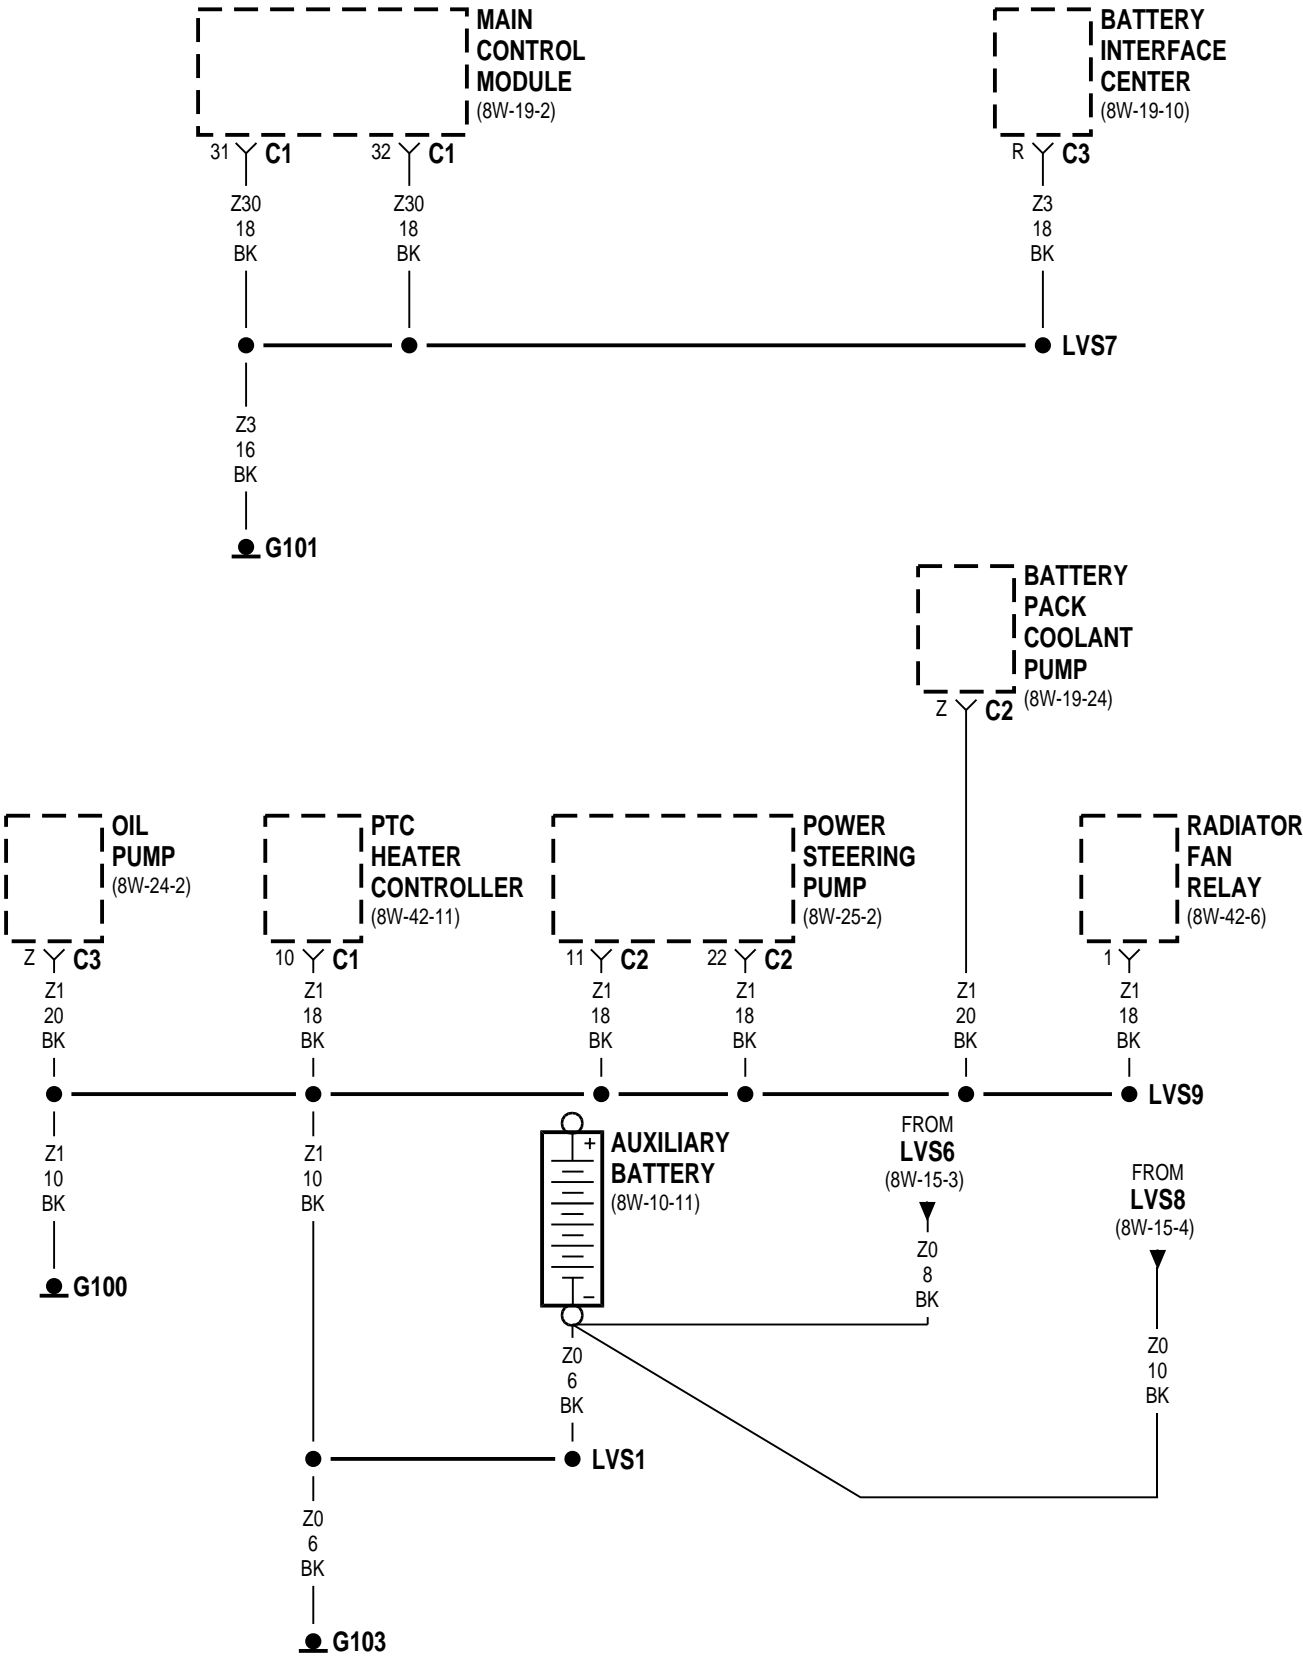 MAIN
CONTROL
MODULE
(8W-19-2)
BATTERY
INTERFACE
CENTER
(8W-19-10)
31 C1
32 C1
R C3
Z30
18
BK
Z30
18
BK
Z3
18
BK
LVS7
Z3
16
BK
G101
BATTERY
PACK
COOLANT
PUMP
(8W-19-24)
Z C2
OIL
PUMP
(8W-24-2)
PTC
HEATER
CONTROLLER
(8W-42-11)
POWER
STEERING
PUMP
(8W-25-2)
RADIATOR
FAN
RELAY
(8W-42-6)
Z C3
10 C1
11 C2
22 C2
1
Z1
20
BK
Z1
18
BK
Z1
18
BK
Z1
18
BK
Z1
20
BK
Z1
18
BK
LVS9
Z1
10
BK
G100
Z1
10
BK
+
−
AUXILIARY
BATTERY
(8W-10-11)
FROM
LVS6
(8W-15-3)
Z0
8
BK
FROM
LVS8
(8W-15-4)
Z0
10
BK
Z0
6
BK
LVS1
Z0
6
BK
G103